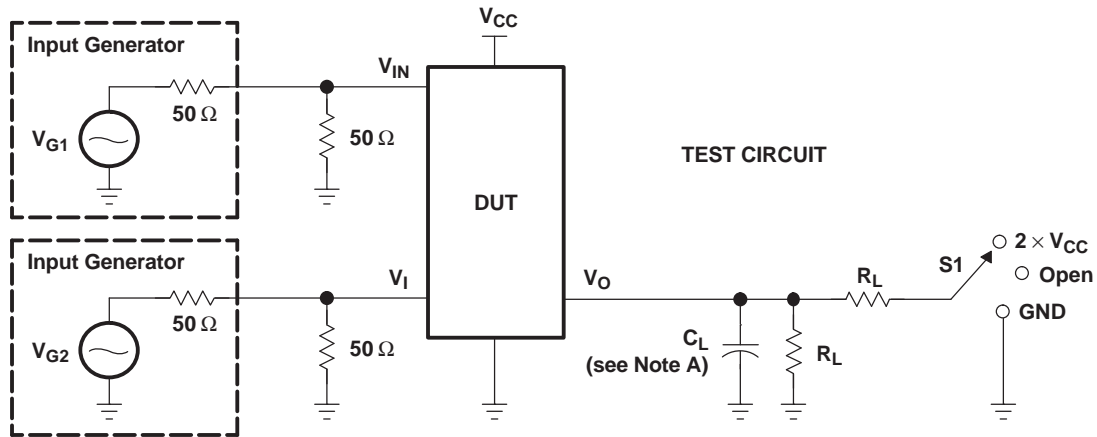 V_CC
Input Generator
V_IN
50 Ω
V_G1
50 Ω
TEST CIRCUIT
DUT
Input Generator
2 × V_CC
S1
V_I
V_O
R_L
Open
50 Ω
GND
V_G2
50 Ω
C_L
(see Note A)
R_L